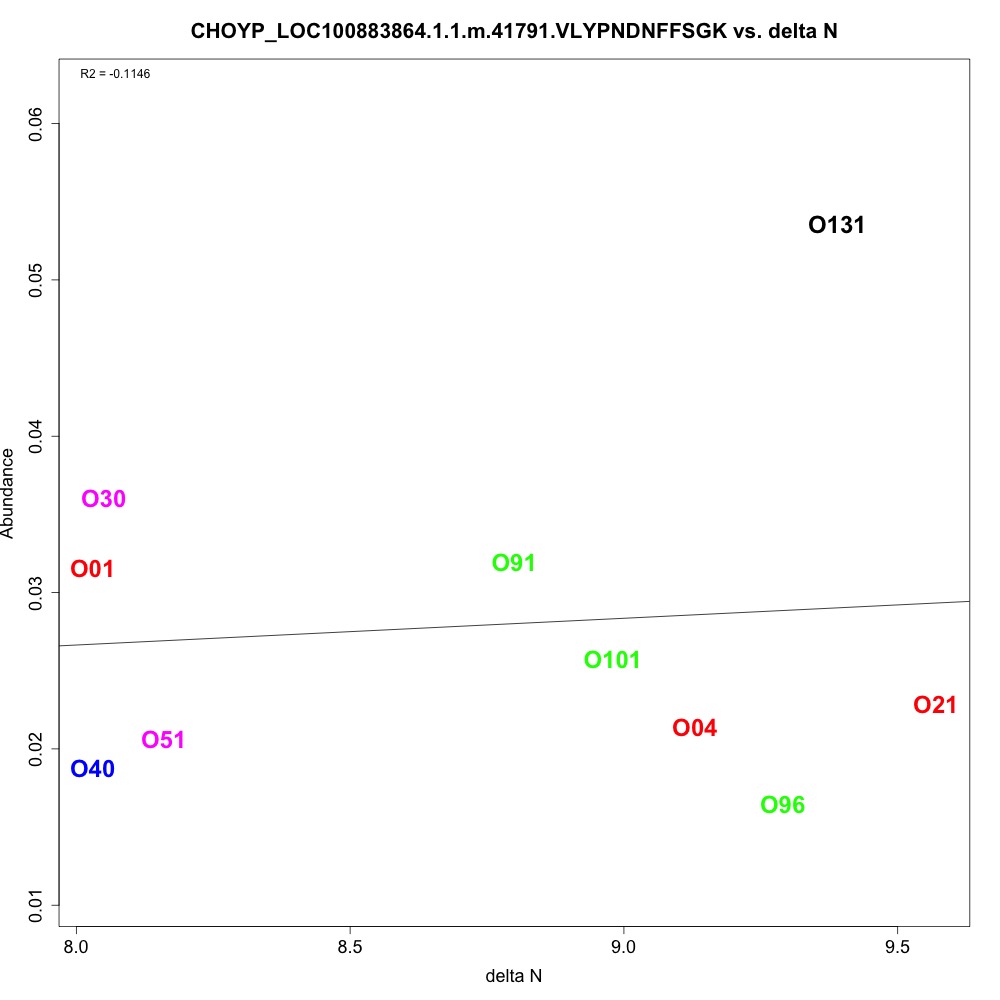 CHOYP_LOC100883864.1.1.m.41791.VLYPNDNFFSGK vs. delta N
R2 = -0.1146
0.06
O131
0.05
0.04
Abundance
O30
O91
O01
0.03
O101
O21
O04
O51
0.02
O40
O96
0.01
8.0
8.5
9.0
9.5
delta N